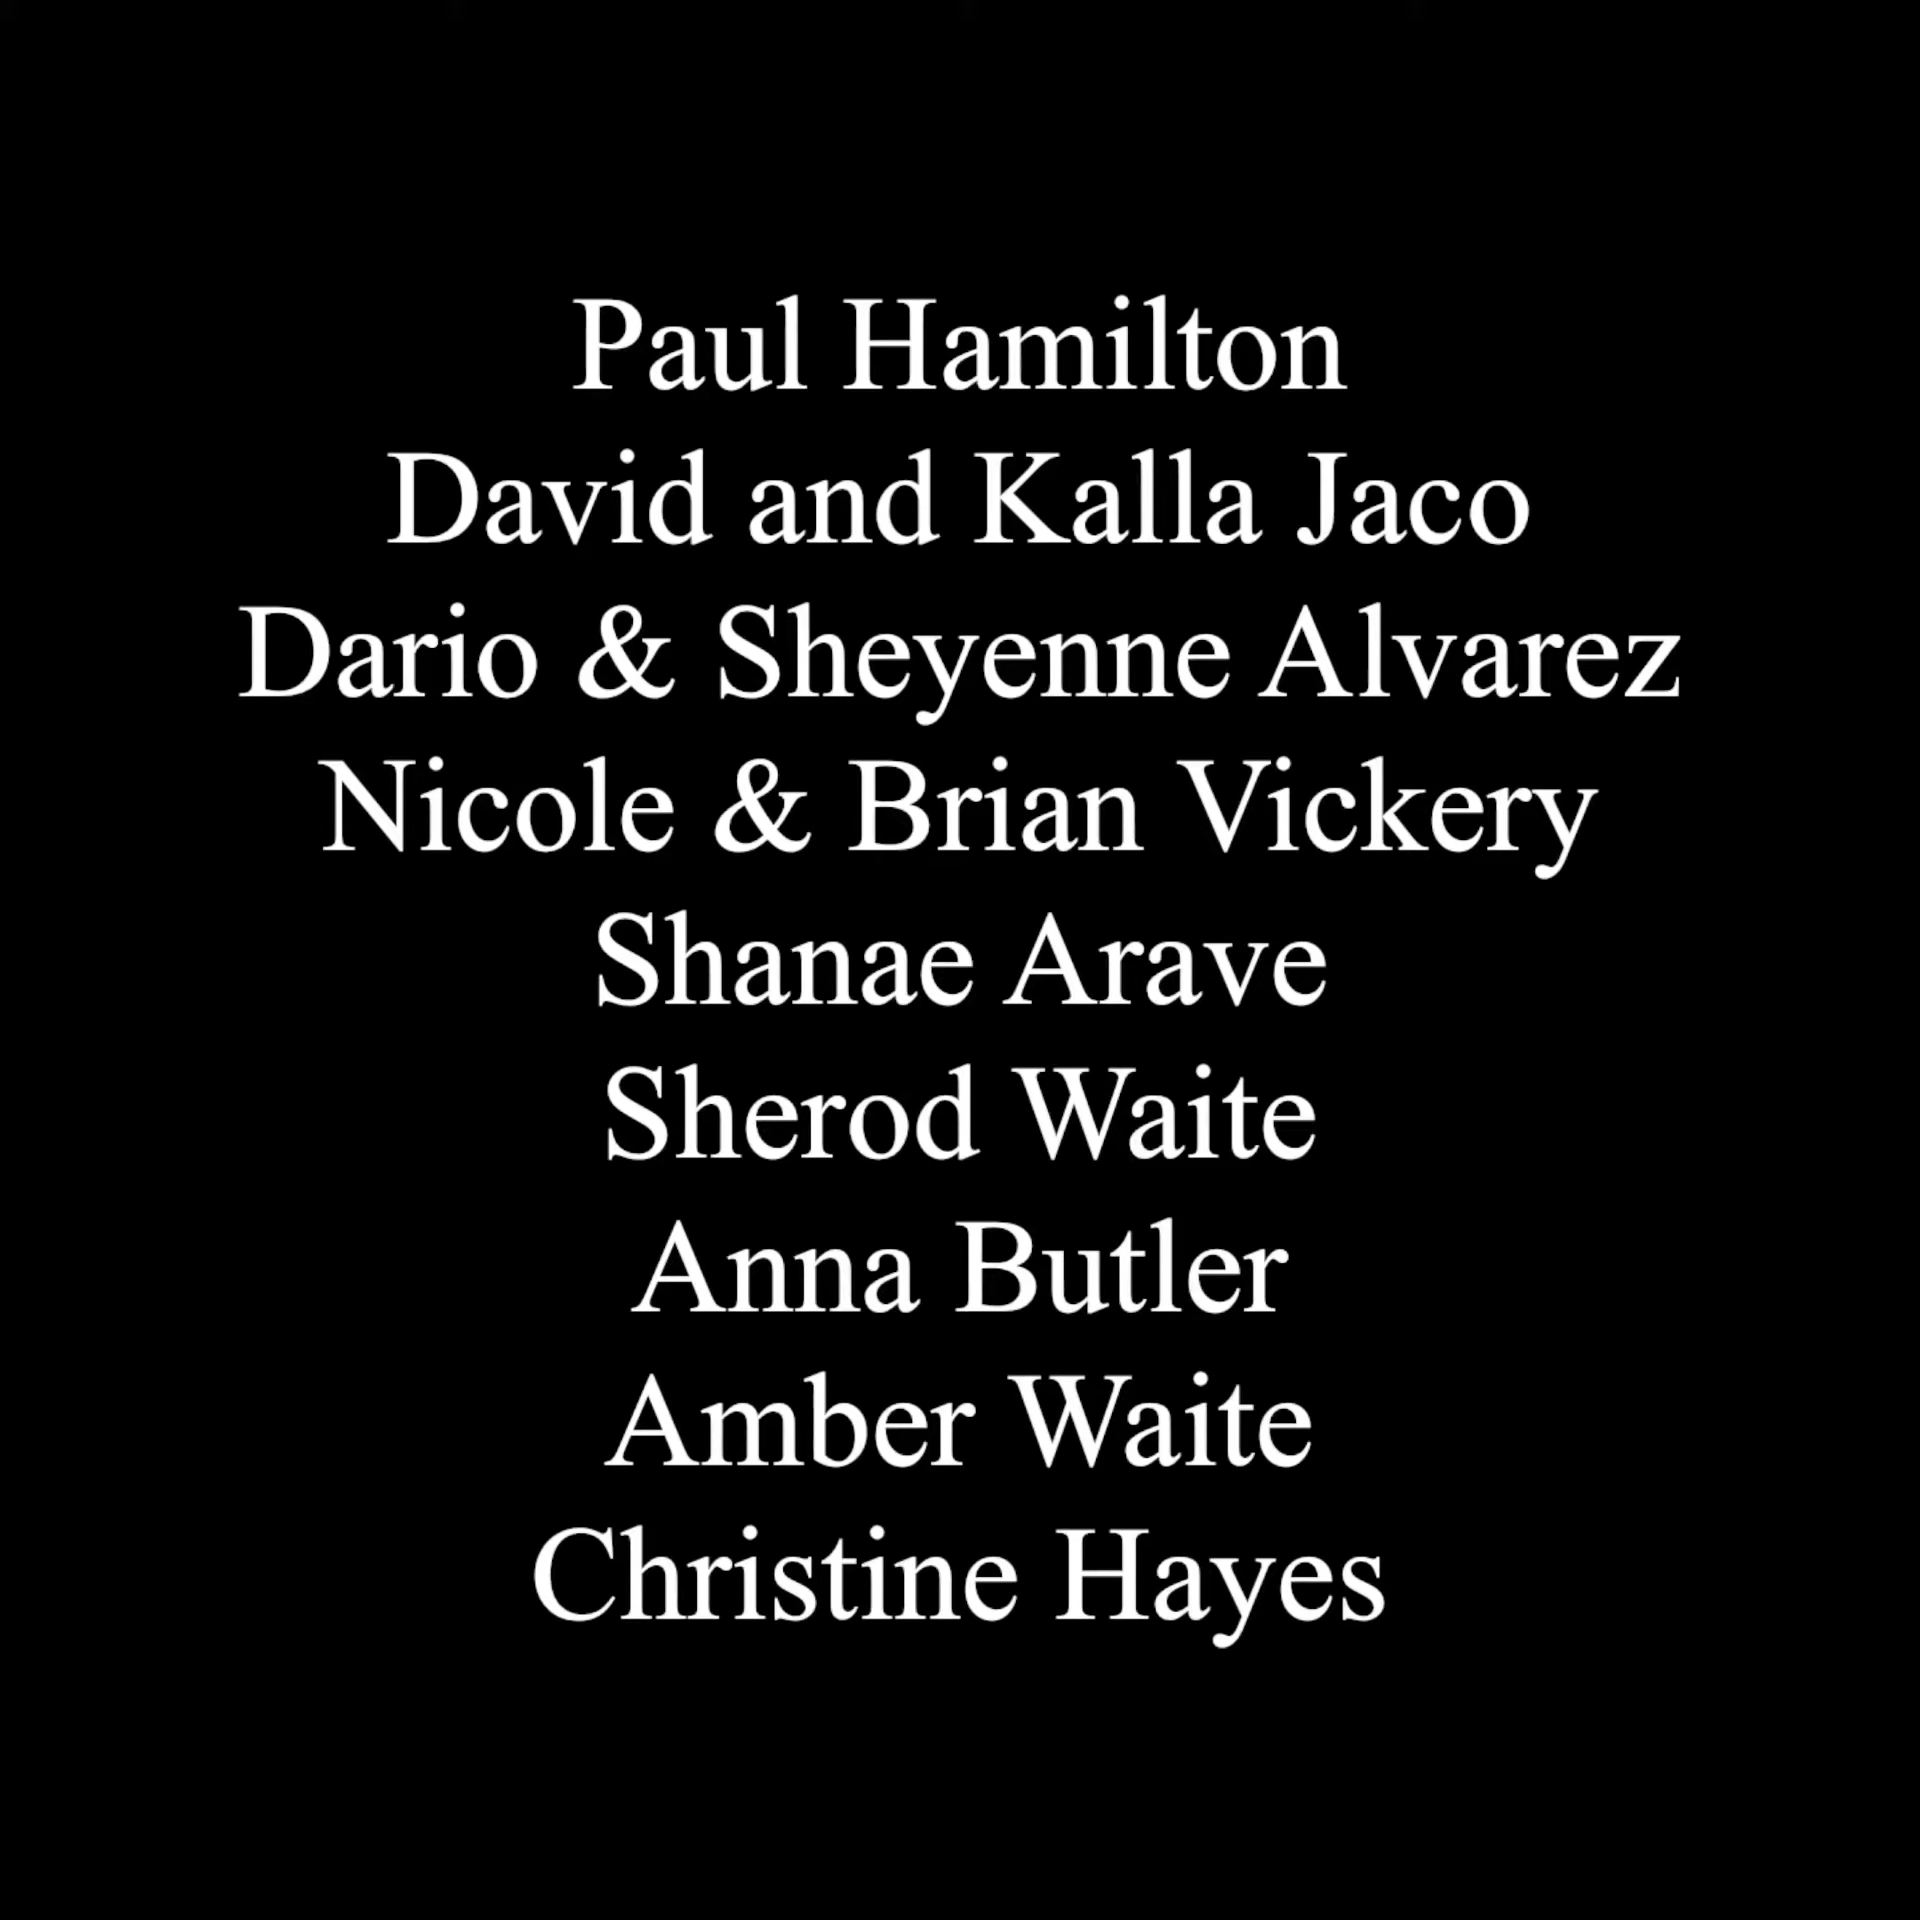 Paul Hamilton
David and Kalla Jaco
Dario & Sheyenne Alvarez
Nicole & Brian Vickery
Shanae Arave
Sherod Waite
Anna Butler
Amber Waite
Christine Hayes